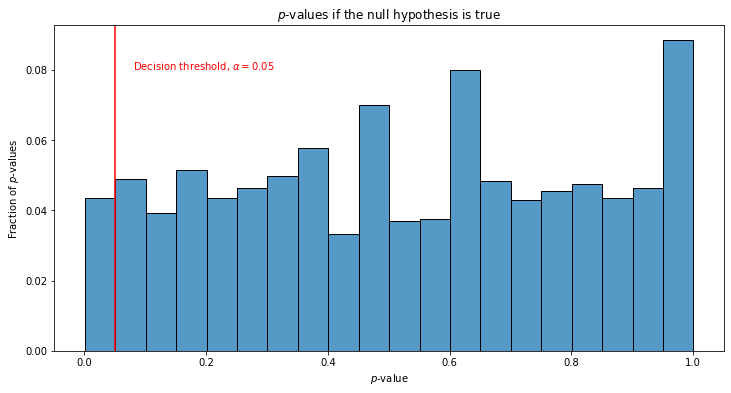 p-values if the null hypothesis is true
Decision threshold, α = 0.05
Fraction of p-values
0.08
0.06
0.04
0.02
0.00
0.0 0.2 0.4 0.6 0.8 1.0
p-value